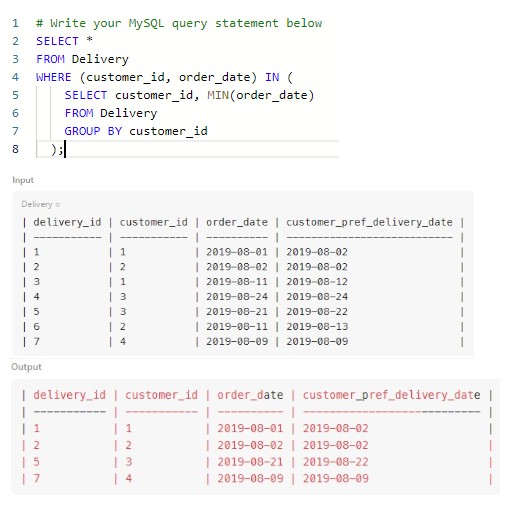 1 # Write your MySQL query statement below
2 SELECT *
3 FROM Delivery
4 WHERE (customer_id, order_date) IN (
5 SELECT customer_id, MIN(order_date)
6 FROM Delivery
7 GROUP BY customer_id
8 );
Input
Delivery =
| delivery_id | customer_id | order_date | customer_pref_delivery_date |
| ----------- | ----------- | ---------- | --------------------------- |
| 1 | 1 | 2019-08-01 | 2019-08-02 |
| 2 | 2 | 2019-08-02 | 2019-08-02 |
| 3 | 1 | 2019-08-11 | 2019-08-12 |
| 4 | 3 | 2019-08-24 | 2019-08-24 |
| 5 | 3 | 2019-08-21 | 2019-08-22 |
| 6 | 2 | 2019-08-11 | 2019-08-13 |
| 7 | 4 | 2019-08-09 | 2019-08-09 |
Output
| delivery_id | customer_id | order_date | customer_pref_delivery_date |
| ----------- | ----------- | ---------- | --------------------------- |
| 1 | 1 | 2019-08-01 | 2019-08-02 |
| 2 | 2 | 2019-08-02 | 2019-08-02 |
| 5 | 3 | 2019-08-21 | 2019-08-22 |
| 7 | 4 | 2019-08-09 | 2019-08-09 |